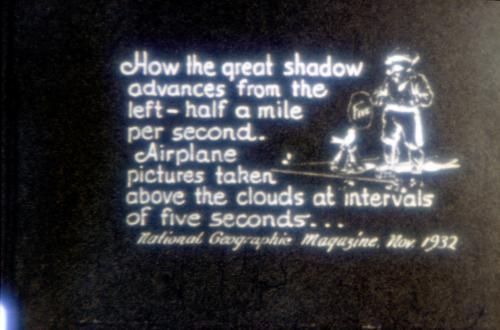 How the great shadow
advances from the
left - half a mile
per second.
Airplane
pictures taken
above the clouds at intervals
of five seconds...
National Geographic Magazine, Nov. 1932
Five